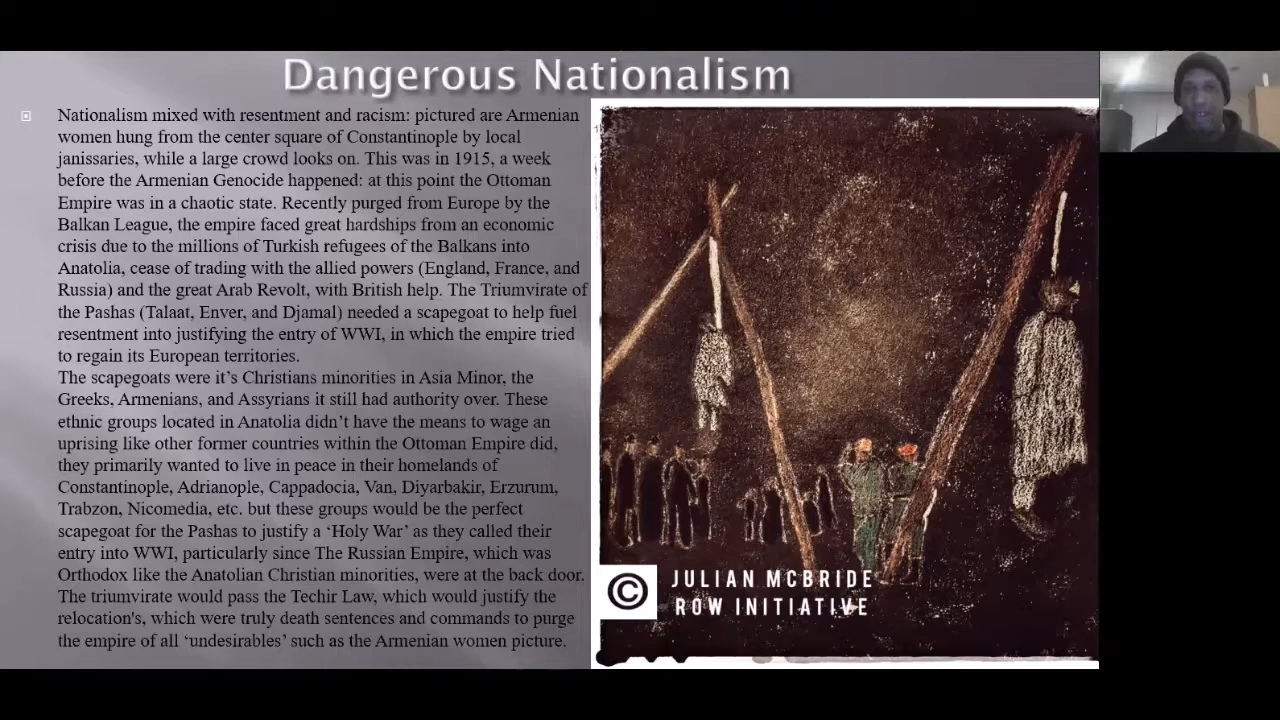 Dangerous Nationalism
Nationalism mixed with resentment and racism: pictured are Armenian
women hung from the center square of Constantinople by local
janissaries, while a large crowd looks on. This was in 1915, a week
before the Armenian Genocide happened: at this point the Ottoman
Empire was in a chaotic state. Recently purged from Europe by the
Balkan League, the empire faced great hardships from an economic
crisis due to the millions of Turkish refugees of the Balkans into
Anatolia, cease of trading with the allied powers (England, France, and
Russia) and the great Arab Revolt, with British help. The Triumvirate of
the Pashas (Talaat, Enver, and Djamal) needed a scapegoat to help fuel
resentment into justifying the entry of WWI, in which the empire tried
to regain its European territories.
The scapegoats were it's Christians minorities in Asia Minor, the
Greeks, Armenians, and Assyrians it still had authority over. These
ethnic groups located in Anatolia didn't have the means to wage an
uprising like other former countries within the Ottoman Empire did,
they primarily wanted to live in peace in their homelands of
Constantinople, Adrianople, Cappadocia, Van, Diyarbakir, Erzurum,
Trabzon, Nicomedia, etc. but these groups would be the perfect
scapegoat for the Pashas to justify a 'Holy War' as they called their
entry into WWI, particularly since The Russian Empire, which was
Orthodox like the Anatolian Christian minorities, were at the back door.
The triumvirate would pass the Techir Law, which would justify the
relocation's, which were truly death sentences and commands to purge
the empire of all 'undesirables' such as the Armenian women picture.
©
JULIAN MCBRIDE
ROW INITIATIVE